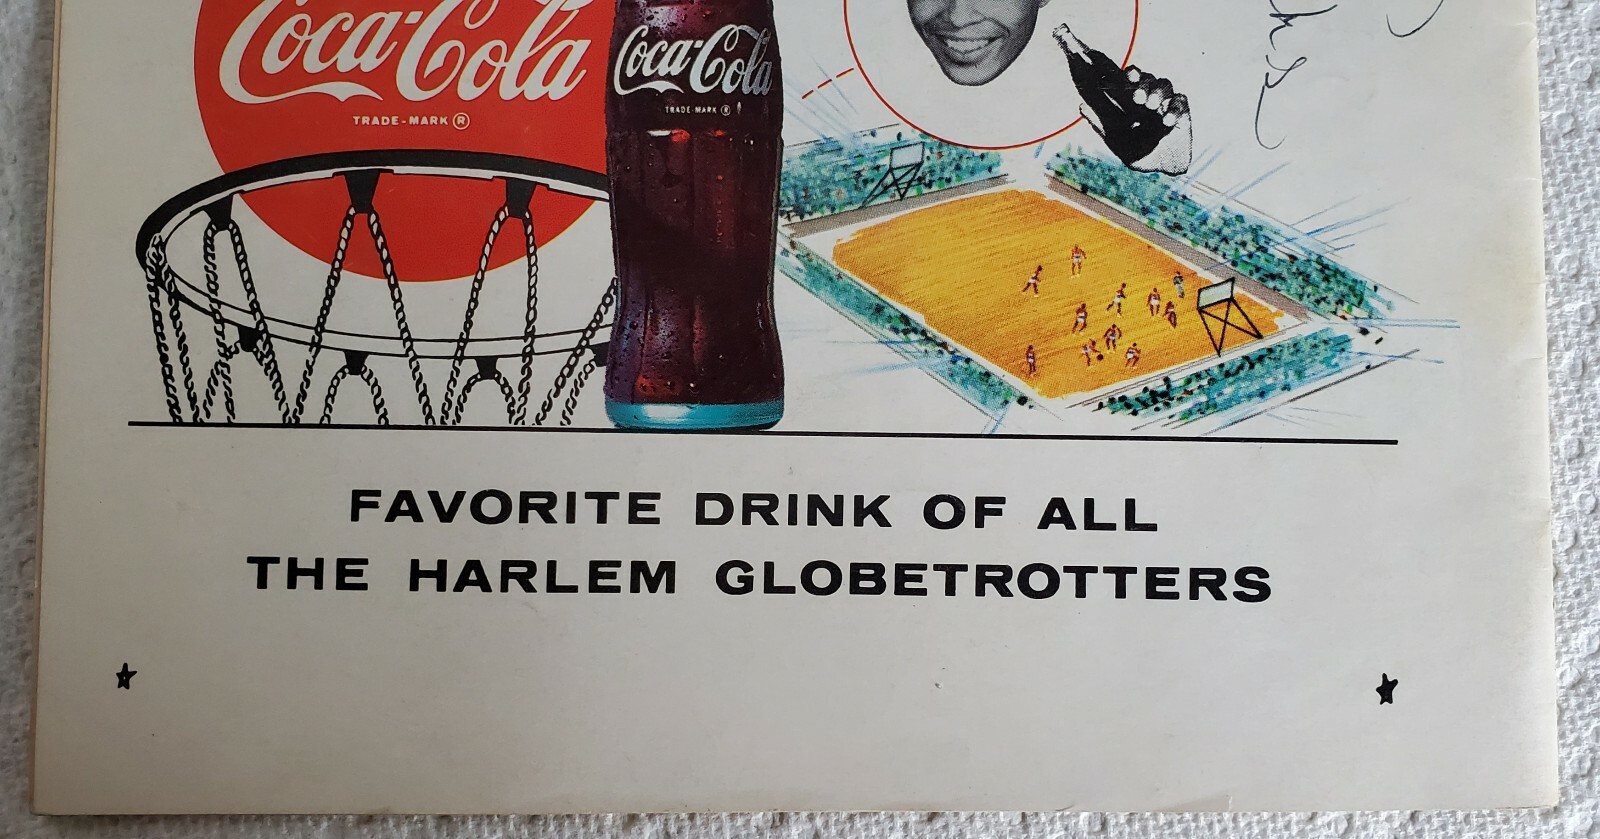 Coca-Cola
TRADE-MARK ®
Coca-Cola
TRADE-MARK ®
FAVORITE DRINK OF ALL
THE HARLEM GLOBETROTTERS